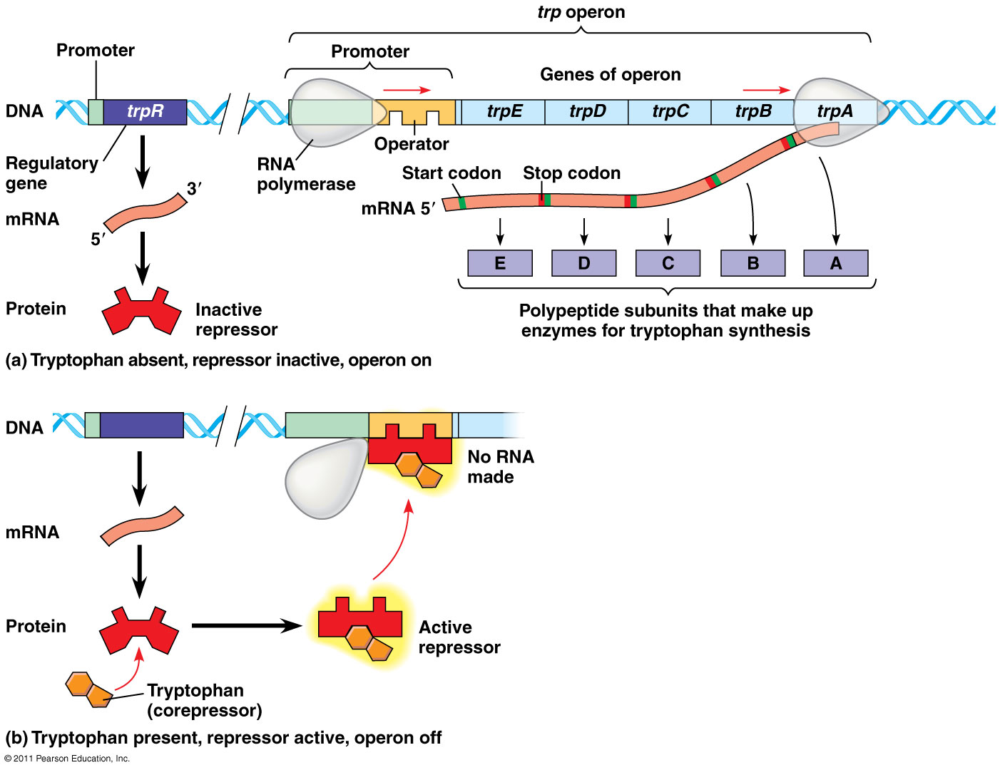 trp operon
Promoter
Promoter
Genes of operon
DNA
trpR
trpE
trpD
trpC
trpB
trpA
Operator
Regulatory
gene
RNA
polymerase
Start codon
Stop codon
3′
mRNA
5′
mRNA 5′
E
D
C
B
A
Protein
Inactive
repressor
Polypeptide subunits that make up
enzymes for tryptophan synthesis
(a) Tryptophan absent, repressor inactive, operon on
DNA
No RNA
made
mRNA
Protein
Active
repressor
Tryptophan
(corepressor)
(b) Tryptophan present, repressor active, operon off
© 2011 Pearson Education, Inc.